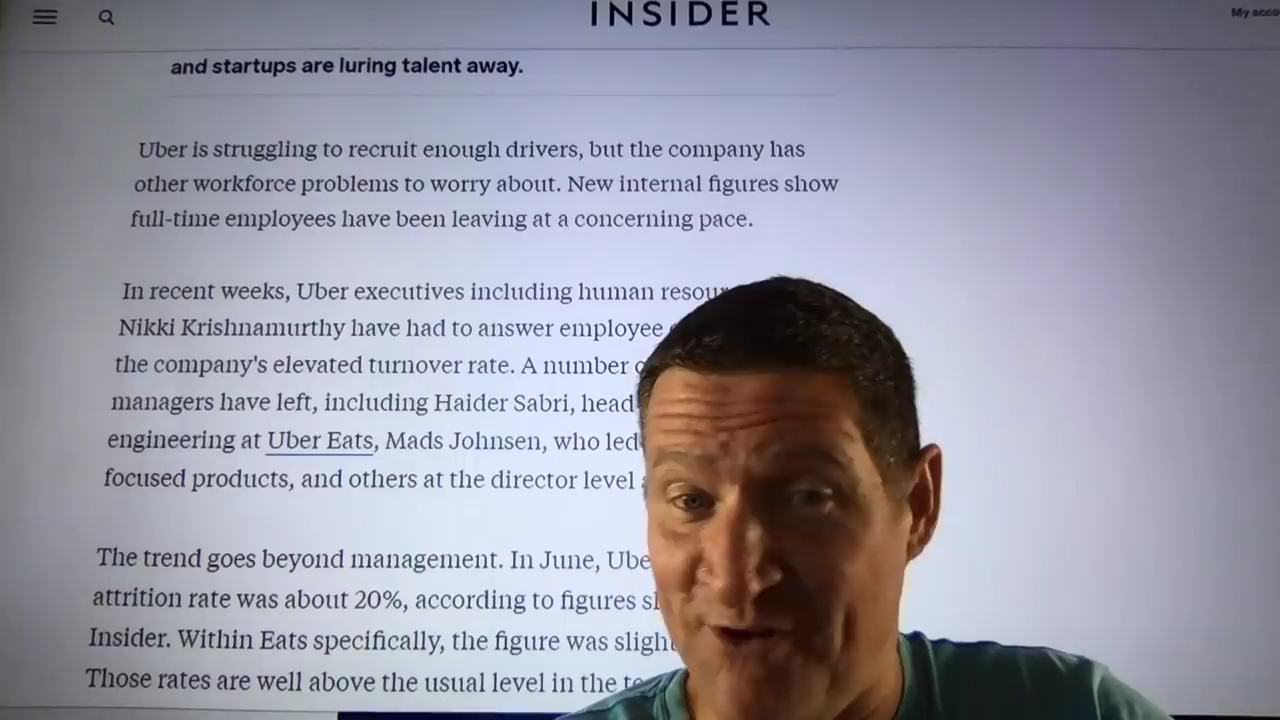 INSIDER
My
and startups are luring talent away.
Uber is struggling to recruit enough drivers, but the company has
other workforce problems to worry about. New internal figures show
full-time employees have been leaving at a concerning pace.
In recent weeks, Uber executives including human
Nikki Krishnamurthy have had to answer employee
the company's elevated turnover rate. A number
managers have left, including Haider Sabri, head
engineering at Uber Eats, Mads Johnsen, who led
focused products, and others at the director level
The trend goes beyond management. In June,
attrition rate was about 20%, according to figures
Insider. Within Eats specifically, the figure was
Those rates are well above the usual level in the